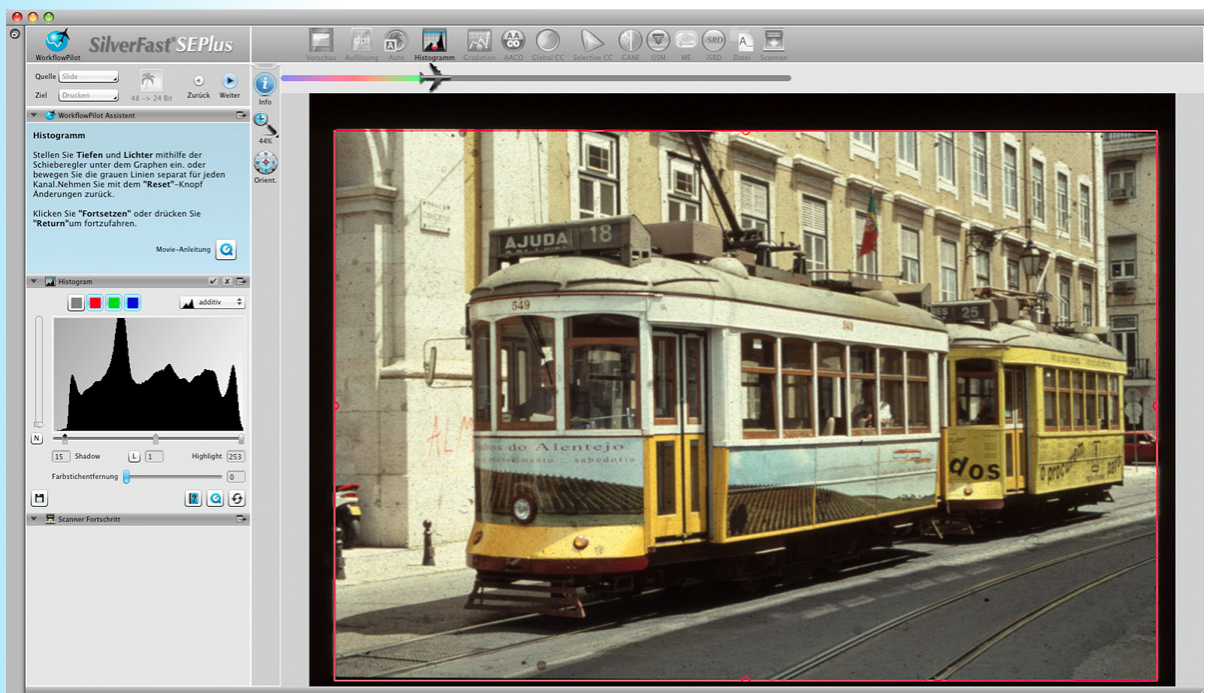 SilverFast® SEPlus
WorkflowPilot
Vorschau Auflösung Auto Histogramm Gradation AACO Global CC Selective CC GANE USM ME iSRD Datei Scannen
Quelle Slide
Ziel Drucken
48 -> 24 Bit Zurück Weiter
Info
44%
Orient.
WorkflowPilot Assistent
Histogramm
Stellen Sie Tiefen und Lichter mithilfe der
Schieberegler unter dem Graphen ein. oder
bewegen Sie die grauen Linien separat für jeden
Kanal.Nehmen Sie mit dem "Reset"-Knopf
Änderungen zurück.
Klicken Sie "Fortsetzen" oder drücken Sie
"Return"um fortzufahren.
Movie-Anleitung
Histogram
additiv
N
15 Shadow L 1 Highlight 253
Farbstichentfernung 0
Scanner Fortschritt
AJUDA 18
549
549
25
do Alentejo
sabedoria
dos